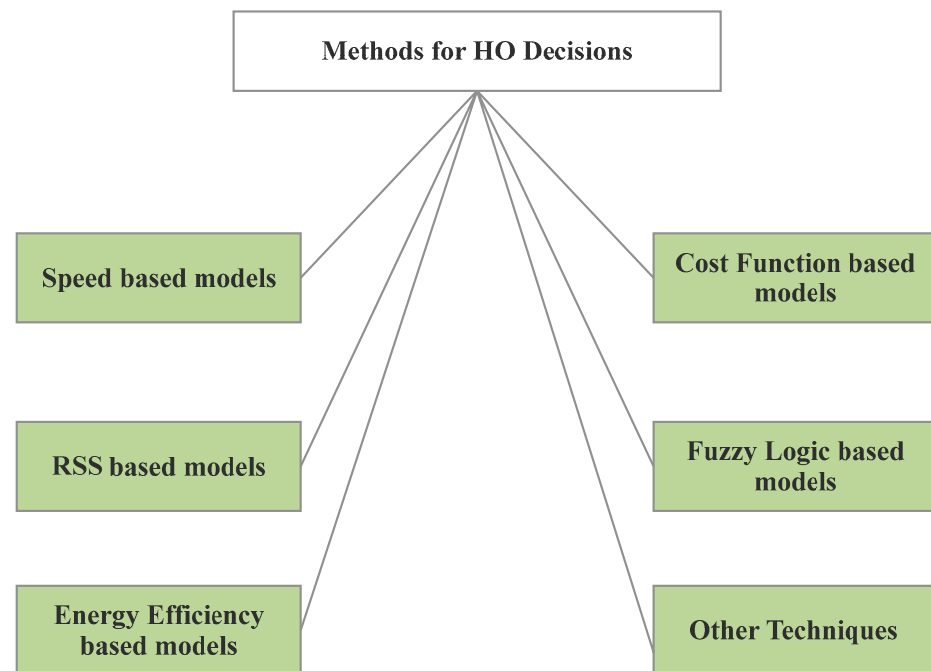 Methods for HO Decisions
Speed based models
Cost Function based
models
RSS based models
Fuzzy Logic based
models
Energy Efficiency
based models
Other Techniques